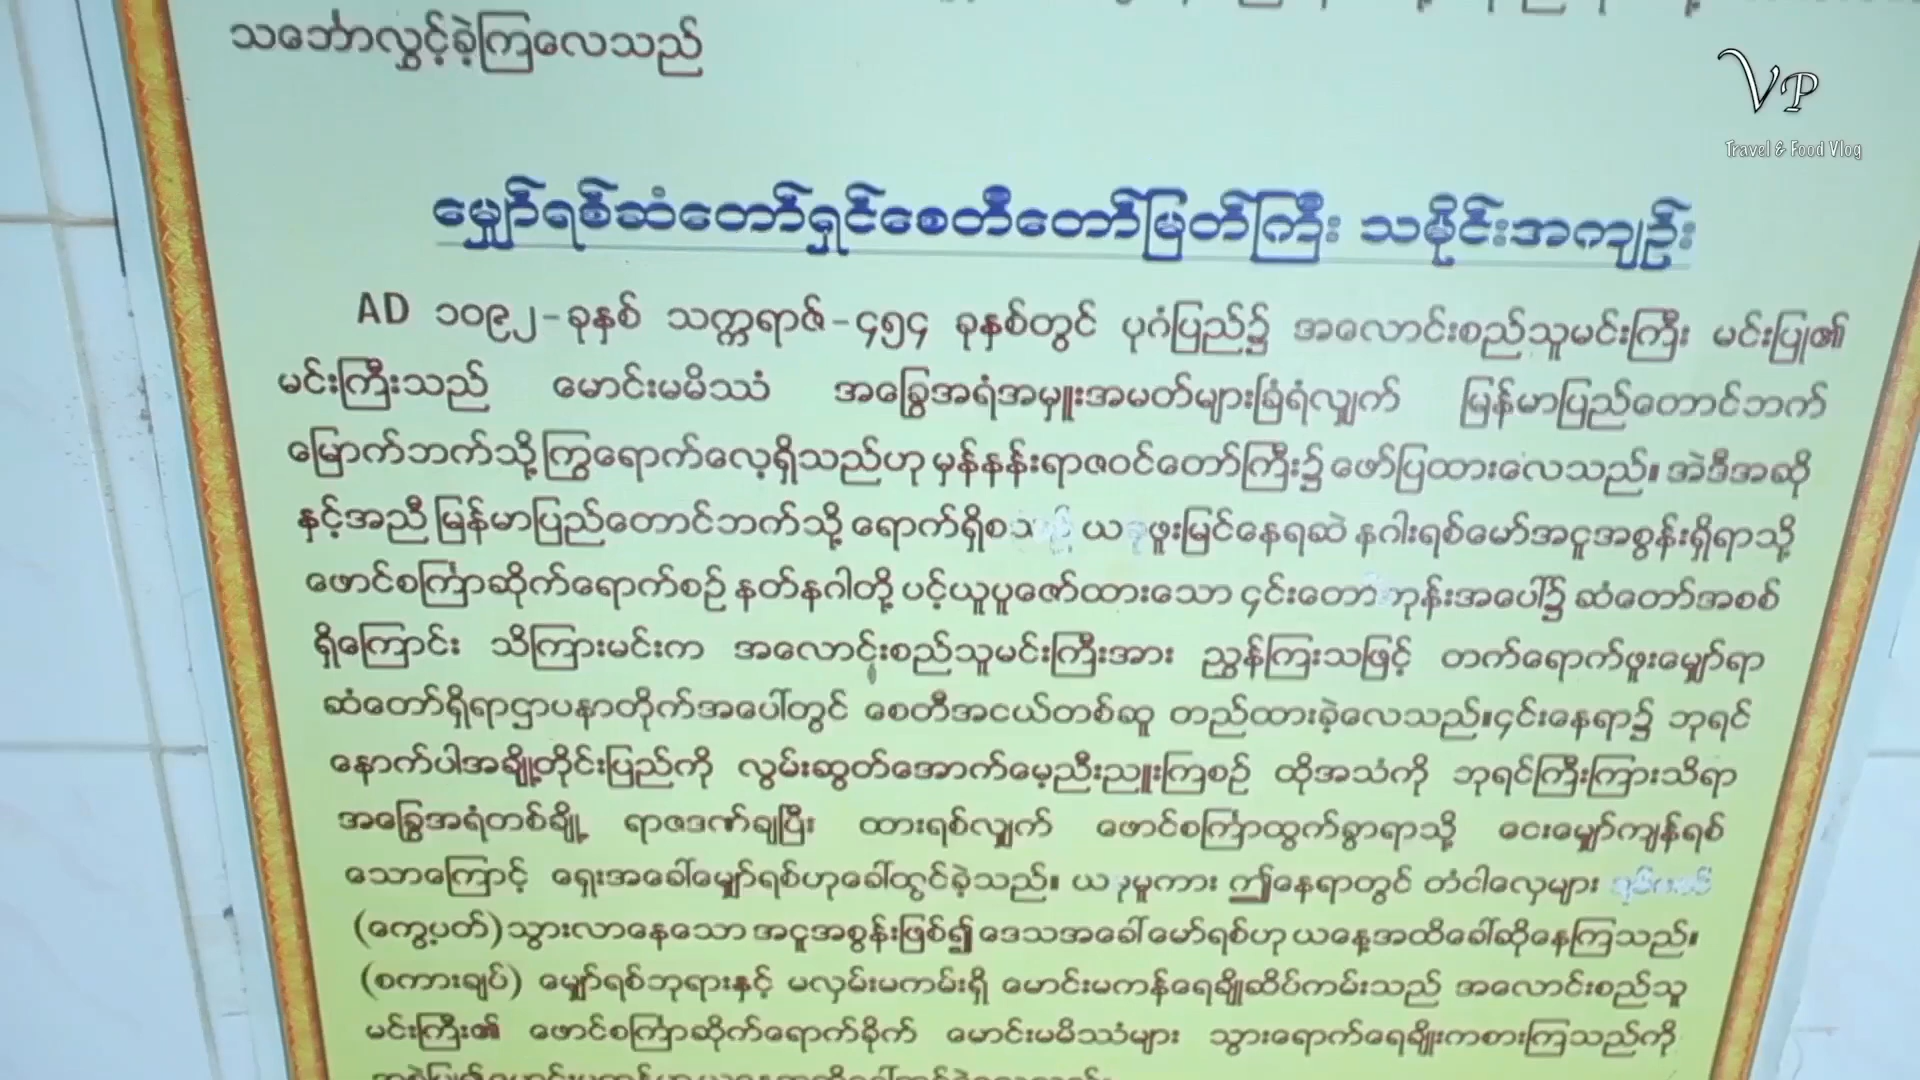 သင်္ဘောလွှင့်ခဲ့ကြလေသည်
VP
Travel & Food Vlog
မျှော်ရစ်ဆံတော်ရှင်စေတီတော်မြတ်ကြီး သမိုင်းအကျဉ်း
AD ၁၀၉၂-ခုနှစ် သက္ကရာဇ်-၄၅၄ ခုနှစ်တွင် ပုဂံပြည်၌ အလောင်းစည်သူမင်းကြီး မင်းပြု၏
မင်းကြီးသည် မောင်းမမိဿံ အခြွေအရံအမှူးအမတ်များခြံရံလျှက် မြန်မာပြည်တောင်ဘက်
မြောက်ဘက်သို့ကြွရောက်လေ့ရှိသည်ဟု မှန်နန်းရာဇဝင်တော်ကြီး၌ ဖော်ပြထားလေသည်။ အဲဒီအဆို
နှင့်အညီ မြန်မာပြည်တောင်ဘက်သို့ ရောက်ရှိစ ယ ဖူးမြင်နေရဆဲ နဂါးရစ်မော်အငူအစွန်းရှိရာသို့
ဖောင်စကြာဆိုက်ရောက်စဉ် နတ်နဂါတို့ ပင့်ယူပူဇော်ထားသော ၎င်းတော ဘုန်းအပေါ်၌ ဆံတော်အစစ်
ရှိကြောင်း သိကြားမင်းက အလောင်းစည်သူမင်းကြီးအား ညွှန်ကြားသဖြင့် တက်ရောက်ဖူးမျှော်ရာ
ဆံတော်ရှိရာဌာပနာတိုက်အပေါ်တွင် စေတီအငယ်တစ်ဆူ တည်ထားခဲ့လေသည်။၎င်းနေရာ၌ ဘုရင်
နောက်ပါအချို့တိုင်းပြည်ကို လွမ်းဆွတ်အောက်မေ့ညီးညူးကြစဉ် ထိုအသံကို ဘုရင်ကြီးကြားသိရာ
အခြွေအရံတစ်ချို့ ရာဇဒဏ်ချပြီး ထားရစ်လျှက် ဖောင်စကြာထွက်ခွာရာသို့ ငေးမျှော်ကျန်ရစ်
သောကြောင့် ရှေးအခေါ်မျှော်ရစ်ဟုခေါ်တွင်ခဲ့သည်။ ယ ုမူကား ဤနေရာတွင် တံငါလှေများ
(ကွေ့ပတ်)သွားလာနေသော အငူအစွန်းဖြစ်၍ ဒေသအခေါ် မော်ရစ်ဟု ယနေ့အထိခေါ်ဆိုနေကြသည်။
(စကားချပ်) မျှော်ရစ်ဘုရားနှင့် မလှမ်းမကမ်းရှိ မောင်းမကန်ရေချိုဆိပ်ကမ်းသည် အလောင်းစည်သူ
မင်းကြီး၏ ဖောင်စကြာဆိုက်ရောက်ခိုက် မောင်းမမိဿံများ သွားရောက်ရေချိုးကစားကြသည်ကို